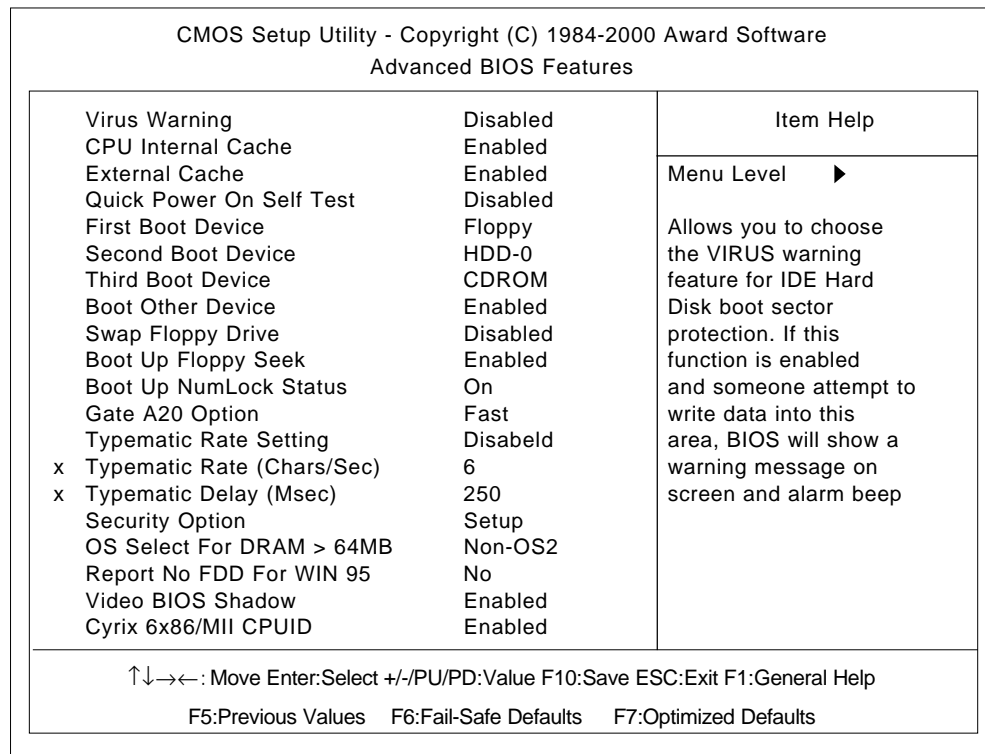 CMOS Setup Utility - Copyright (C) 1984-2000 Award Software
Advanced BIOS Features
Virus Warning Disabled
CPU Internal Cache Enabled
External Cache Enabled
Quick Power On Self Test Disabled
First Boot Device Floppy
Second Boot Device HDD-0
Third Boot Device CDROM
Boot Other Device Enabled
Swap Floppy Drive Disabled
Boot Up Floppy Seek Enabled
Boot Up NumLock Status On
Gate A20 Option Fast
Typematic Rate Setting Disabeld
x Typematic Rate (Chars/Sec) 6
x Typematic Delay (Msec) 250
Security Option Setup
OS Select For DRAM > 64MB Non-OS2
Report No FDD For WIN 95 No
Video BIOS Shadow Enabled
Cyrix 6x86/MII CPUID Enabled
Item Help
Menu Level ▶
Allows you to choose
the VIRUS warning
feature for IDE Hard
Disk boot sector
protection. If this
function is enabled
and someone attempt to
write data into this
area, BIOS will show a
warning message on
screen and alarm beep
↑↓→←: Move Enter:Select +/-/PU/PD:Value F10:Save ESC:Exit F1:General Help
F5:Previous Values F6:Fail-Safe Defaults F7:Optimized Defaults